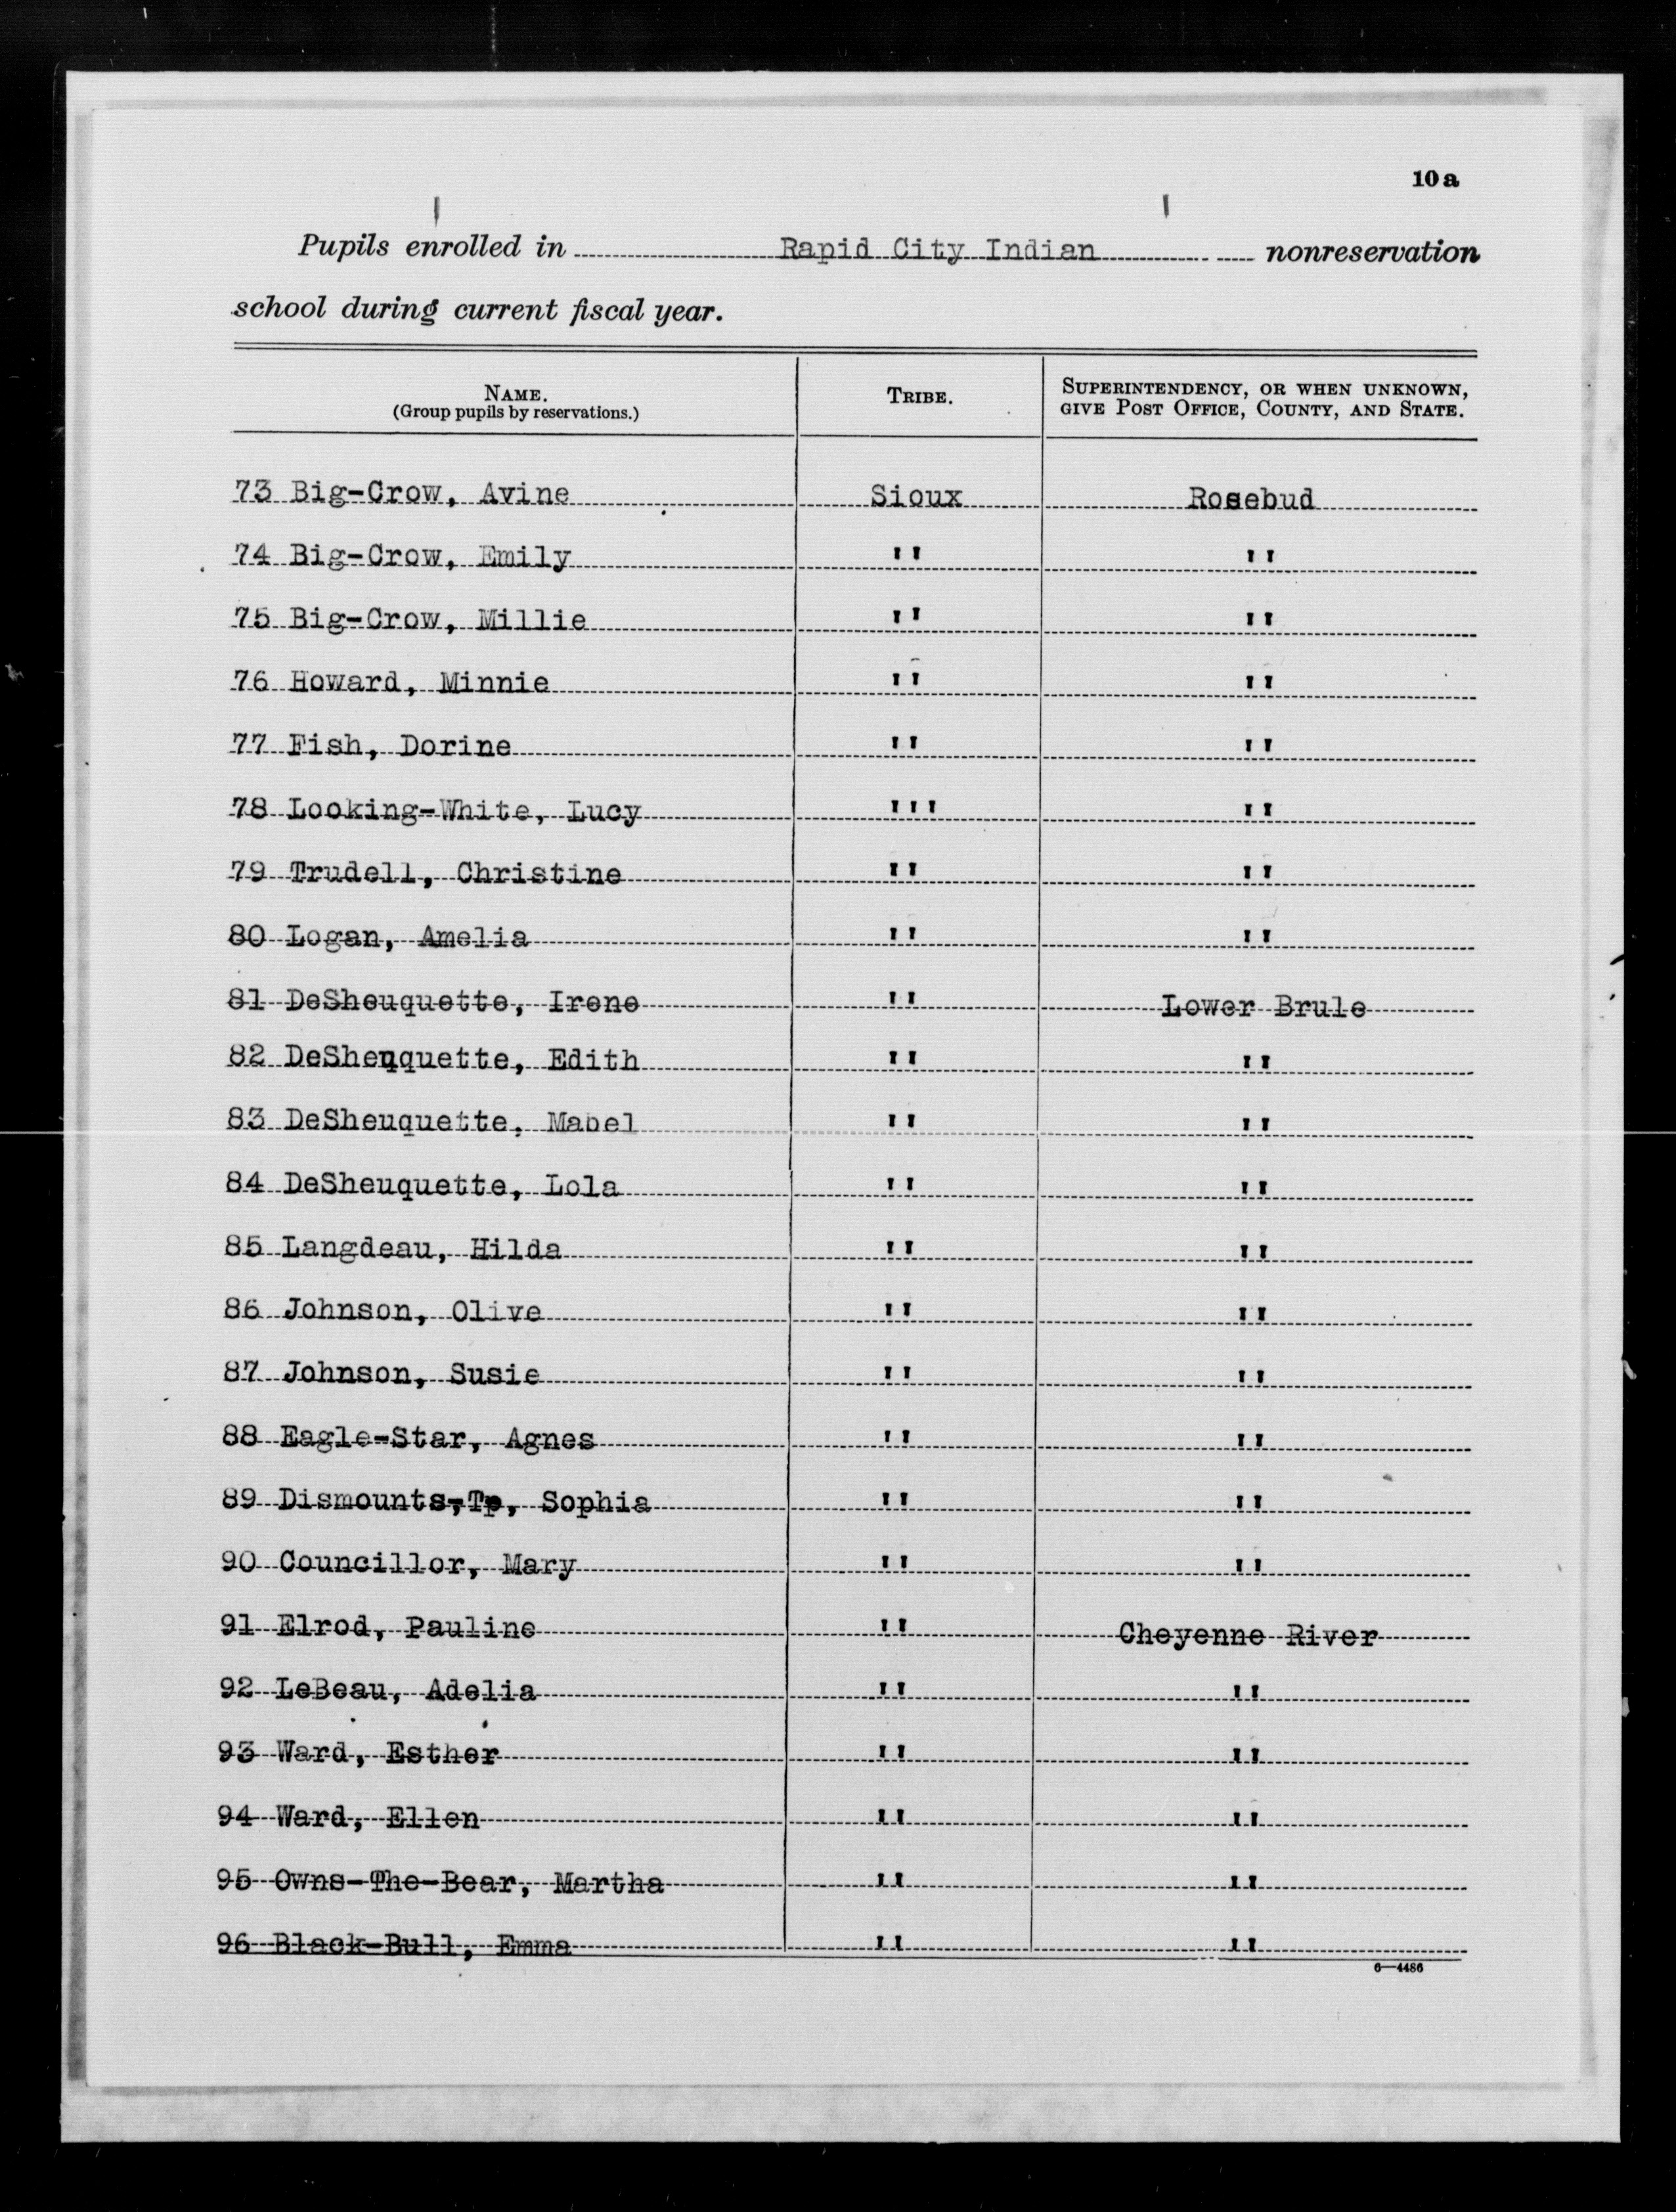 10a
Pupils enrolled in Rapid City Indian nonreservation
school during current fiscal year.
NAME. TRIBE. SUPERINTENDENCY, OR WHEN UNKNOWN,
(Group pupils by reservations.) GIVE POST OFFICE, COUNTY, AND STATE.
73 Big-Crow, Avine Sioux Rosebud
74 Big-Crow, Emily '' ''
75 Big-Crow, Millie '' ''
76 Howard, Minnie '' ''
77 Fish, Dorine '' ''
78 Looking-White, Lucy ''' ''
79 Trudell, Christine '' ''
80 Logan, Amelia '' ''
81 DeSheuquette, Irene '' Lower Brule
82 DeSheuquette, Edith '' ''
83 DeSheuquette, Mabel '' ''
84 DeSheuquette, Lola '' ''
85 Langdeau, Hilda '' ''
86 Johnson, Olive '' ''
87 Johnson, Susie '' ''
88 Eagle-Star, Agnes '' ''
89 Dismounts-Tp, Sophia '' ''
90 Councillor, Mary '' ''
91 Elrod, Pauline '' Cheyenne River
92 LeBeau, Adelia '' ''
93 Ward, Esther '' ''
94 Ward, Ellen '' ''
95 Owns-The-Bear, Martha '' ''
96 Black-Bull, Emma '' ''
6—4486